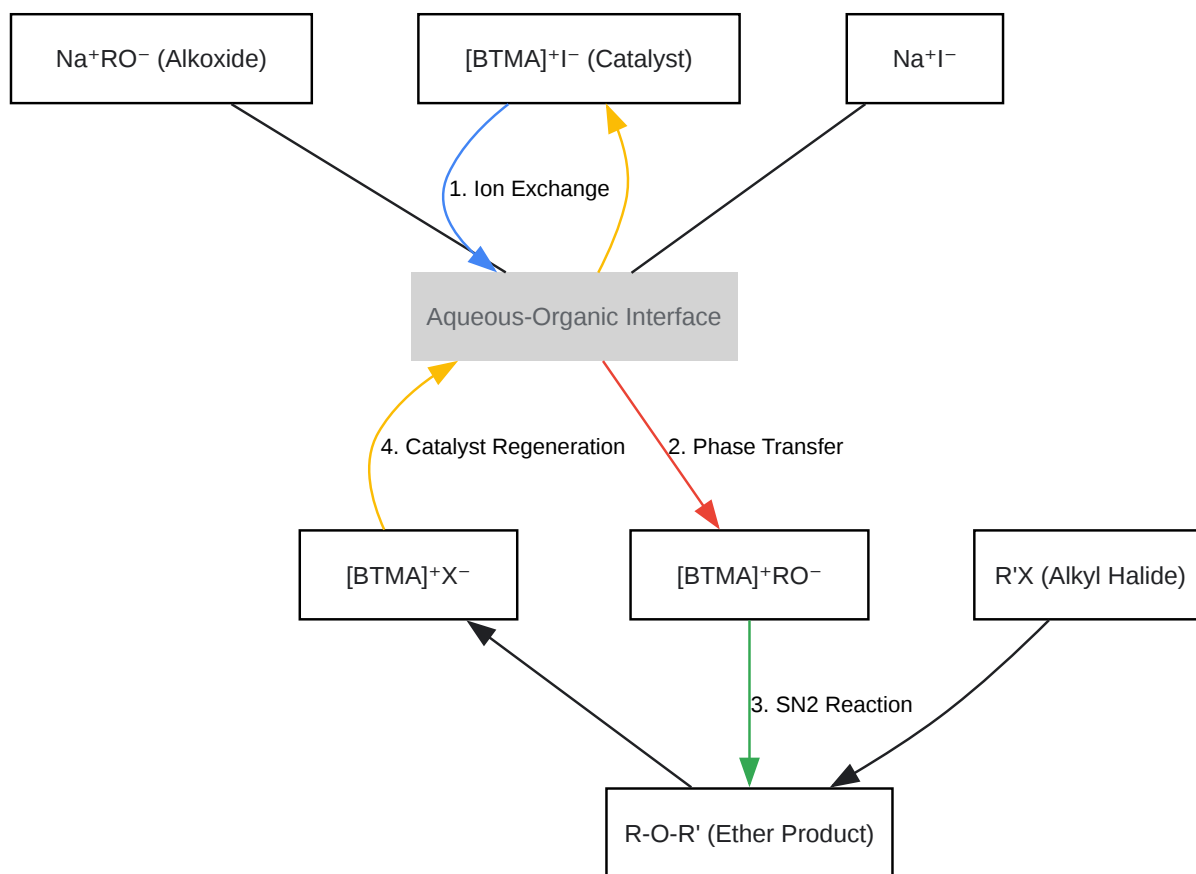 Na⁺RO⁻ (Alkoxide)
[BTMA]⁺I⁻ (Catalyst)
Na⁺I⁻
1. Ion Exchange
Aqueous-Organic Interface
4. Catalyst Regeneration
2. Phase Transfer
[BTMA]⁺X⁻
[BTMA]⁺RO⁻
R'X (Alkyl Halide)
3. SN2 Reaction
R-O-R' (Ether Product)